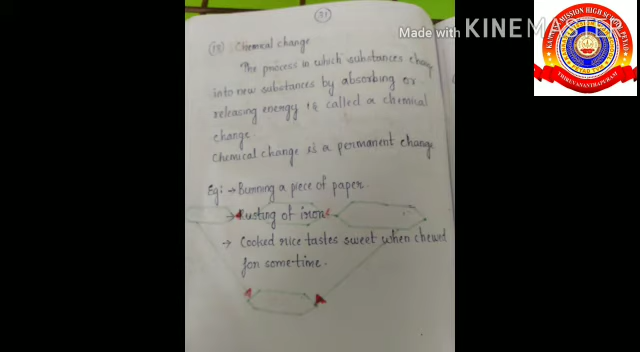 Made with KINEMASTER
(31)
Chemical change
The process in which substances change
into new substances by absorbing or
releasing energy is called a chemical
change
Chemical change is a permanent change
Eg: → Burning a piece of paper.
→ Rusting of iron
→ Cooked rice tastes sweet when chewed
for some-time.
THIRUVANANTHAPURAM